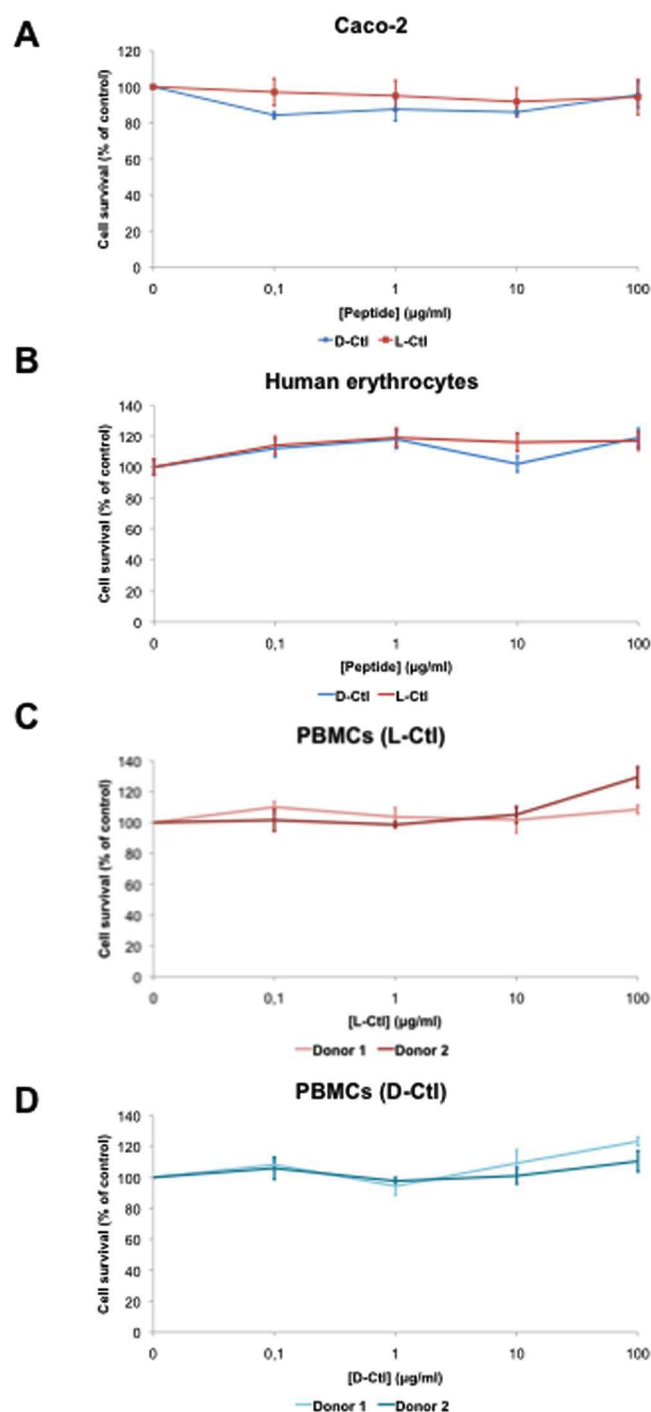 A
Caco-2
Cell survival (% of control)
120
100
80
60
40
20
0
0 0,1 1 10 100
[Peptide] (µg/ml)
D-Ctl L-Ctl
B
Human erythrocytes
Cell survival (% of control)
140
120
100
80
60
40
20
0
0 0,1 1 10 100
[Peptide] (µg/ml)
D-Ctl L-Ctl
C
PBMCs (L-Ctl)
Cell survival (% of control)
140
120
100
80
60
40
20
0
0 0,1 1 10 100
[L-Ctl] (µg/ml)
Donor 1 Donor 2
D
PBMCs (D-Ctl)
Cell survival (% of control)
140
120
100
80
60
40
20
0
0 0,1 1 10 100
[D-Ctl] (µg/ml)
Donor 1 Donor 2